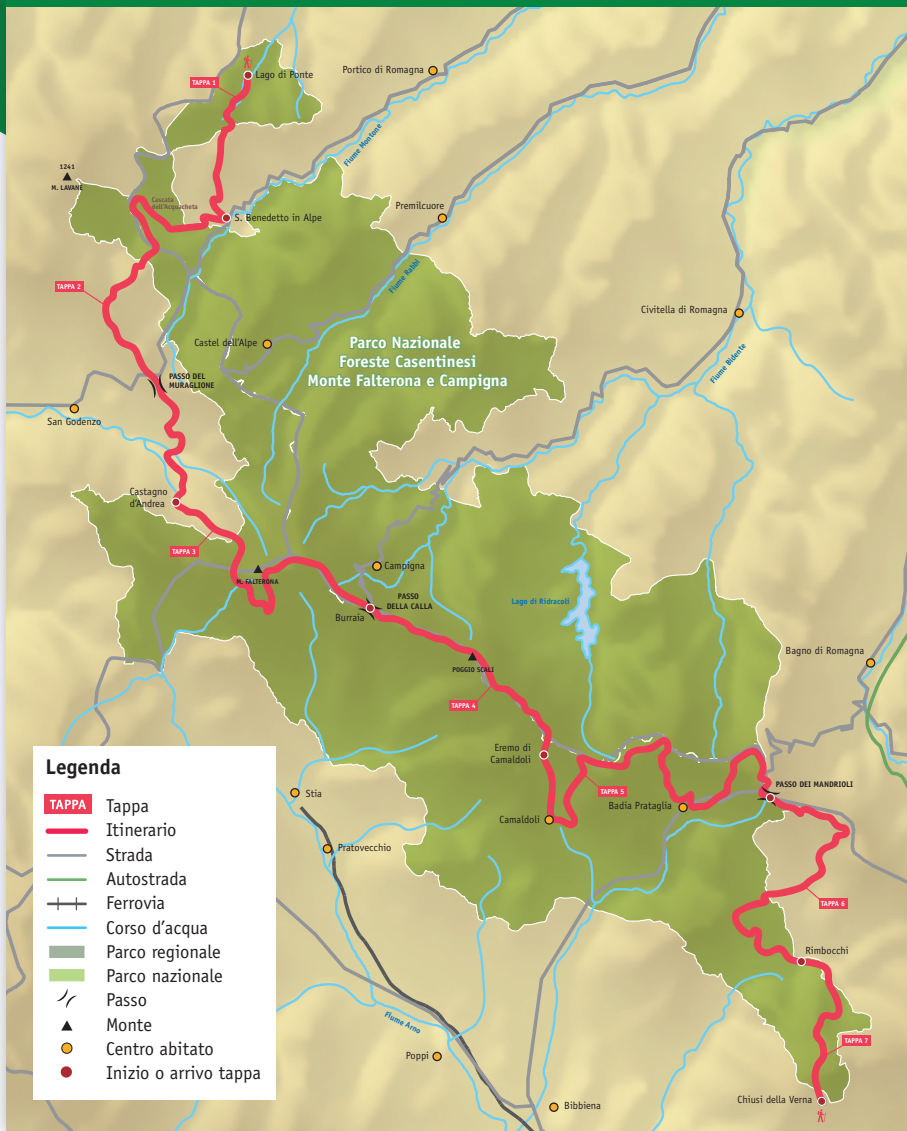 Lago di Ponte
TAPPA 1
Portico di Romagna
Fiume Montone
1241
M. LAVANE
Cascata
dell'Acquacheta
S. Benedetto in Alpe
Premilcuore
Fiume Rabbi
TAPPA 2
Castel dell'Alpe
Civitella di Romagna
Parco Nazionale
Foreste Casentinesi
Monte Falterona e Campigna
Fiume Bidente
PASSO DEL
MURAGLIONE
San Godenzo
Castagno
d'Andrea
TAPPA 3
M. FALTERONA
Campigna
PASSO
DELLA CALLA
Burraia
Lago di Ridracoli
Bagno di Romagna
POGGIO SCALI
TAPPA 4
Eremo di
Camaldoli
TAPPA 5
PASSO DEI MANDRIOLI
Badia Prataglia
Camaldoli
Stia
Pratovecchio
TAPPA 6
Rimbocchi
Fiume Arno
TAPPA 7
Poppi
Bibbiena
Chiusi della Verna
Legenda
TAPPA Tappa
Itinerario
Strada
Autostrada
Ferrovia
Corso d'acqua
Parco regionale
Parco nazionale
Passo
Monte
Centro abitato
Inizio o arrivo tappa